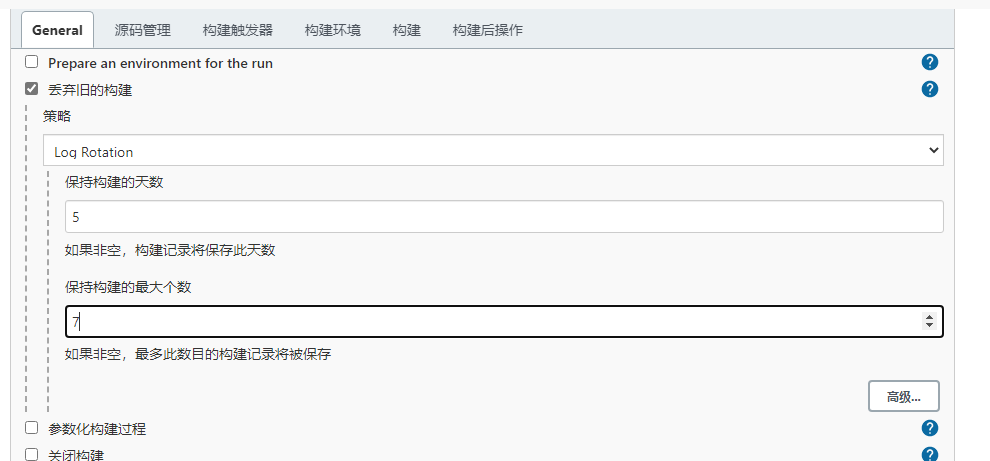 General 源码管理 构建触发器 构建环境 构建 构建后操作
Prepare an environment for the run
丢弃旧的构建
策略
Log Rotation
保持构建的天数
5
如果非空，构建记录将保存此天数
保持构建的最大个数
7
如果非空，最多此数目的构建记录将被保存
高级...
参数化构建过程
关闭构建